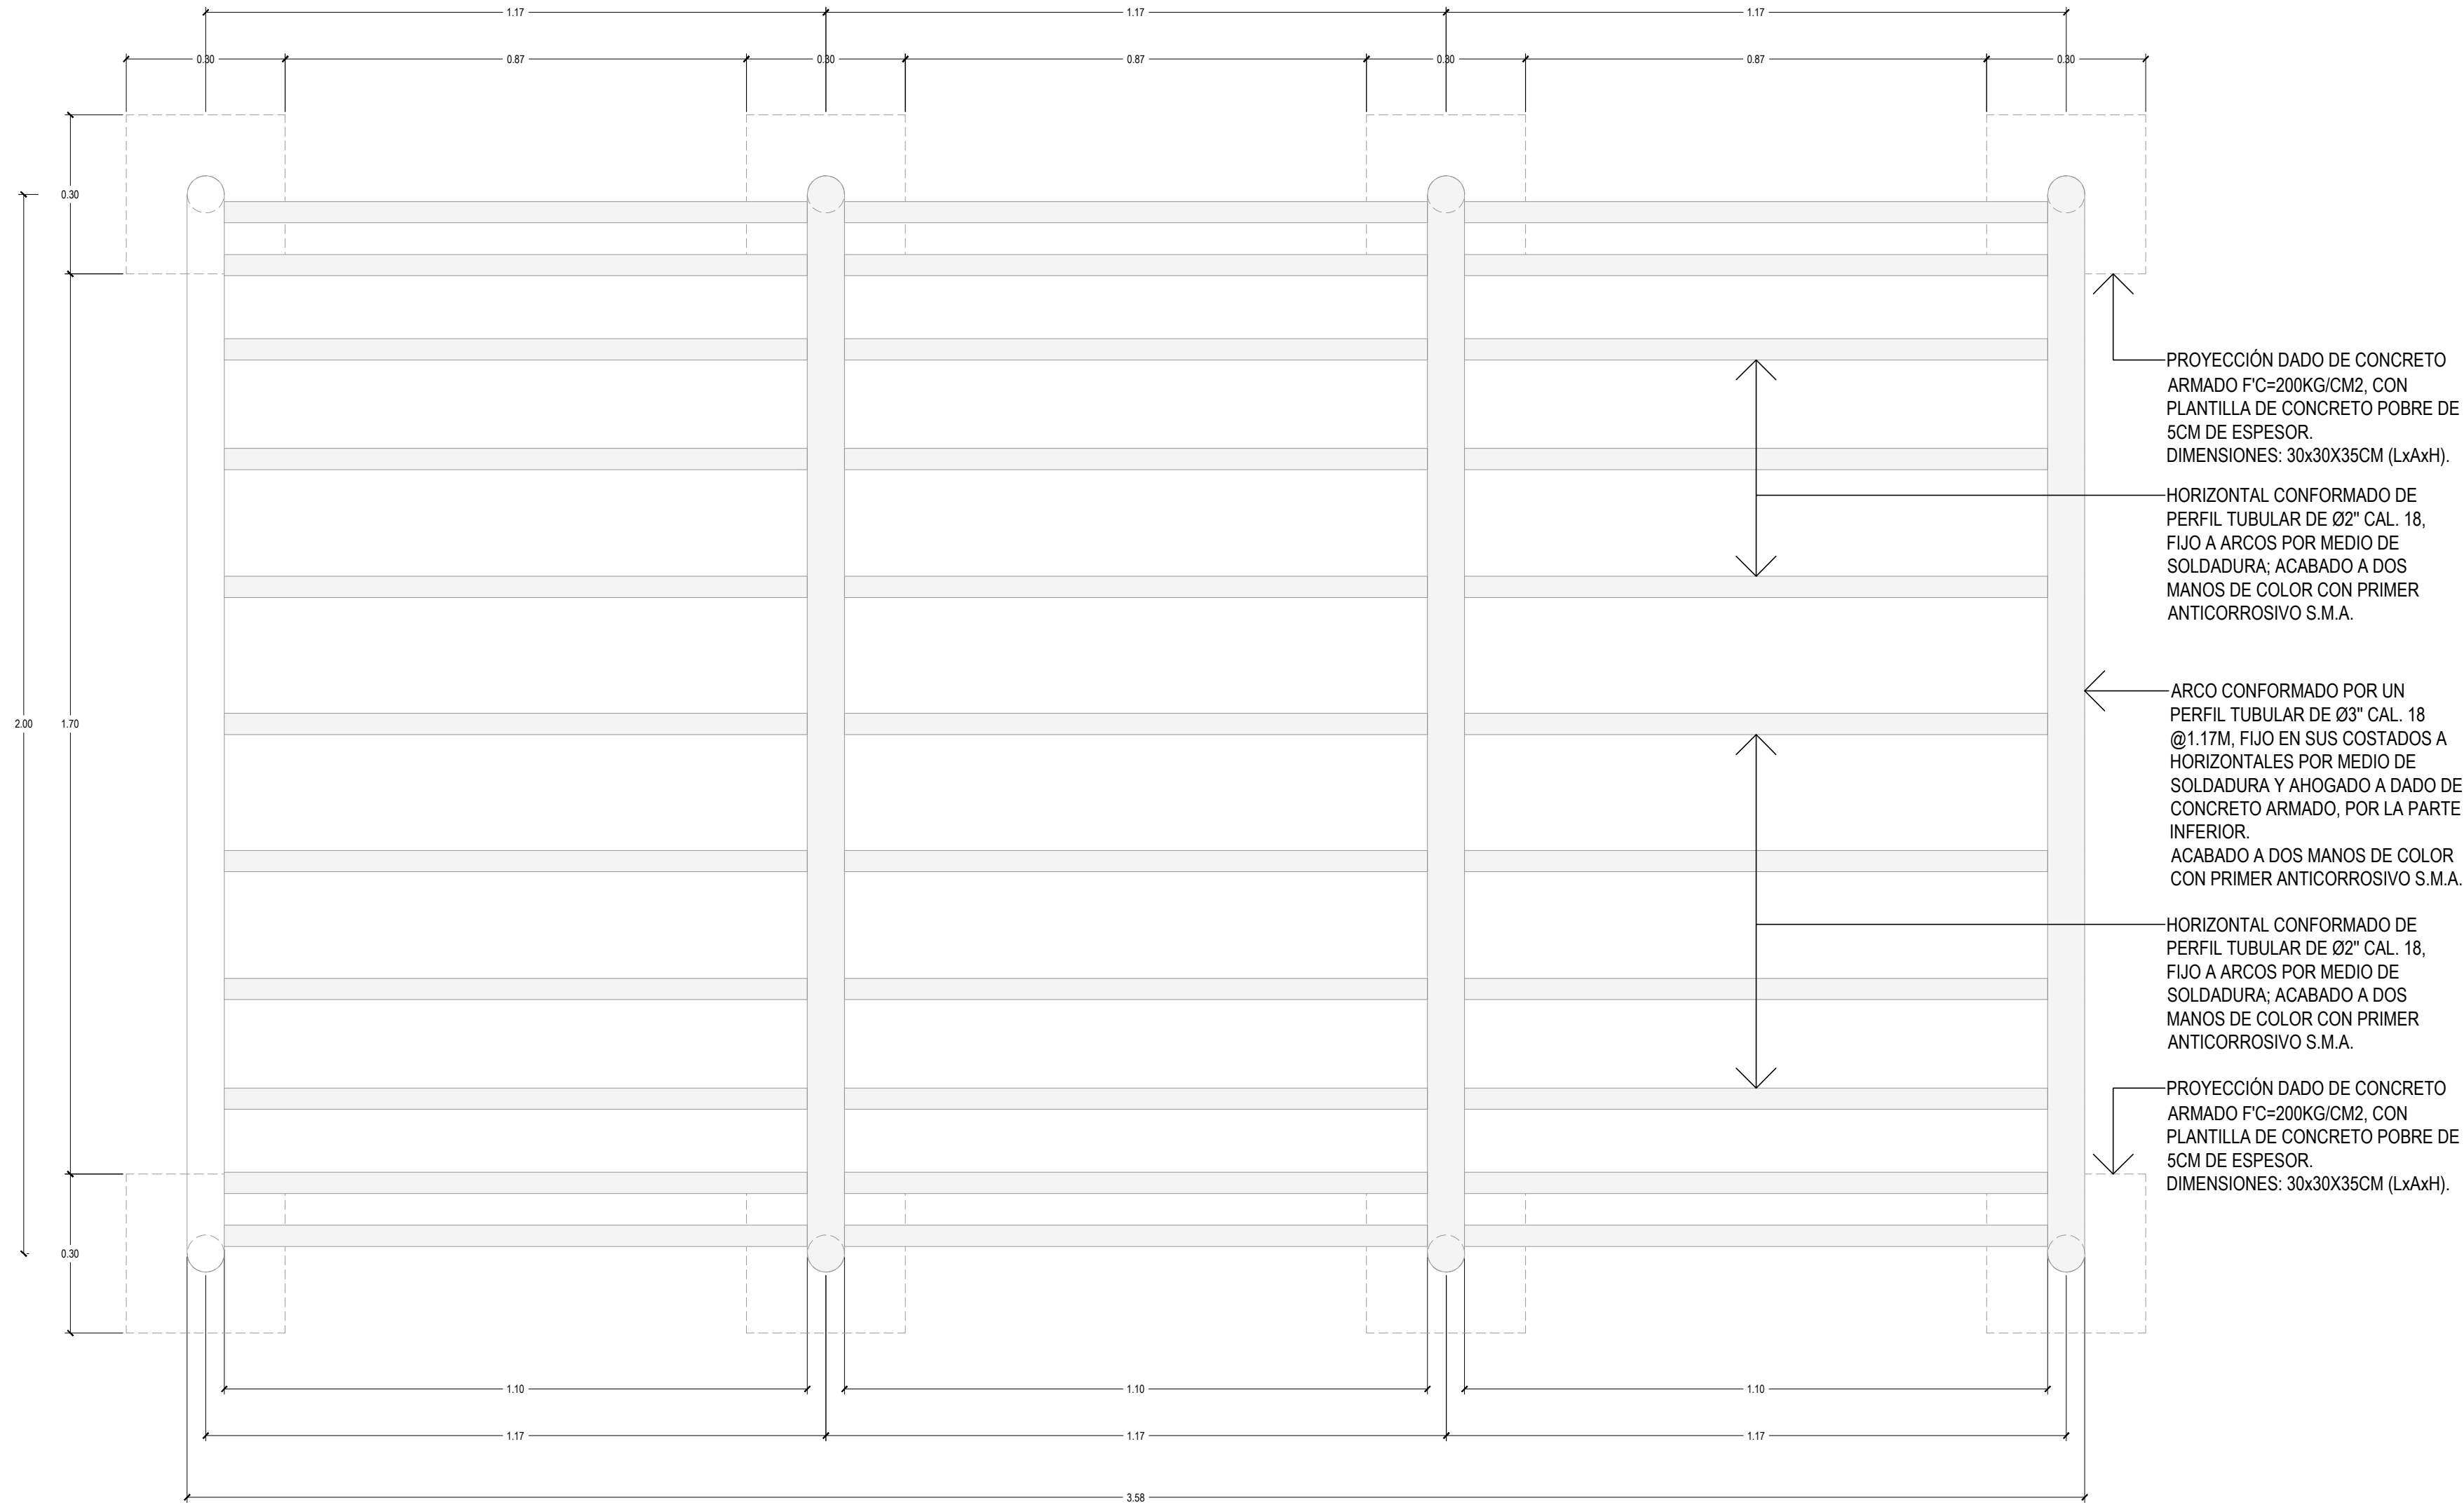 1.17 1.17 1.17
0.30 0.87 0.30 0.87 0.30 0.87 0.30
0.30
2.00 1.70
0.30
PROYECCIÓN DADO DE CONCRETO
ARMADO F'C=200KG/CM2, CON
PLANTILLA DE CONCRETO POBRE DE
5CM DE ESPESOR.
DIMENSIONES: 30x30X35CM (LxAxH).
HORIZONTAL CONFORMADO DE
PERFIL TUBULAR DE Ø2" CAL. 18,
FIJO A ARCOS POR MEDIO DE
SOLDADURA; ACABADO A DOS
MANOS DE COLOR CON PRIMER
ANTICORROSIVO S.M.A.
ARCO CONFORMADO POR UN
PERFIL TUBULAR DE Ø3" CAL. 18
@1.17M, FIJO EN SUS COSTADOS A
HORIZONTALES POR MEDIO DE
SOLDADURA Y AHOGADO A DADO DE
CONCRETO ARMADO, POR LA PARTE
INFERIOR.
ACABADO A DOS MANOS DE COLOR
CON PRIMER ANTICORROSIVO S.M.A.
HORIZONTAL CONFORMADO DE
PERFIL TUBULAR DE Ø2" CAL. 18,
FIJO A ARCOS POR MEDIO DE
SOLDADURA; ACABADO A DOS
MANOS DE COLOR CON PRIMER
ANTICORROSIVO S.M.A.
PROYECCIÓN DADO DE CONCRETO
ARMADO F'C=200KG/CM2, CON
PLANTILLA DE CONCRETO POBRE DE
5CM DE ESPESOR.
DIMENSIONES: 30x30X35CM (LxAxH).
1.10 1.10 1.10
1.17 1.17 1.17
3.58